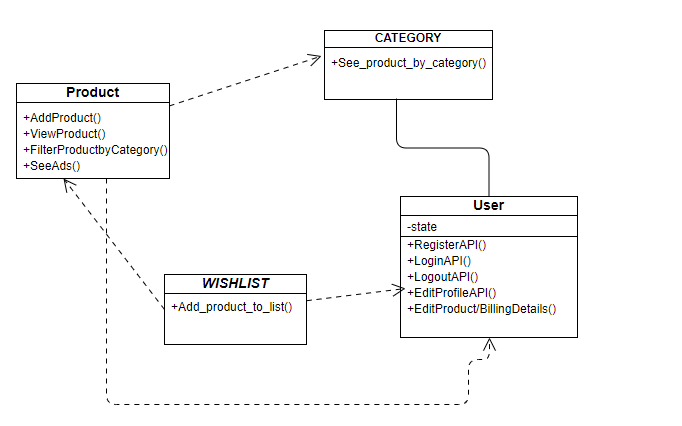 CATEGORY
+See_product_by_category()
Product
+AddProduct()
+ViewProduct()
+FilterProductbyCategory()
+SeeAds()
User
-state
+RegisterAPI()
+LoginAPI()
+LogoutAPI()
+EditProfileAPI()
+EditProduct/BillingDetails()
WISHLIST
+Add_product_to_list()